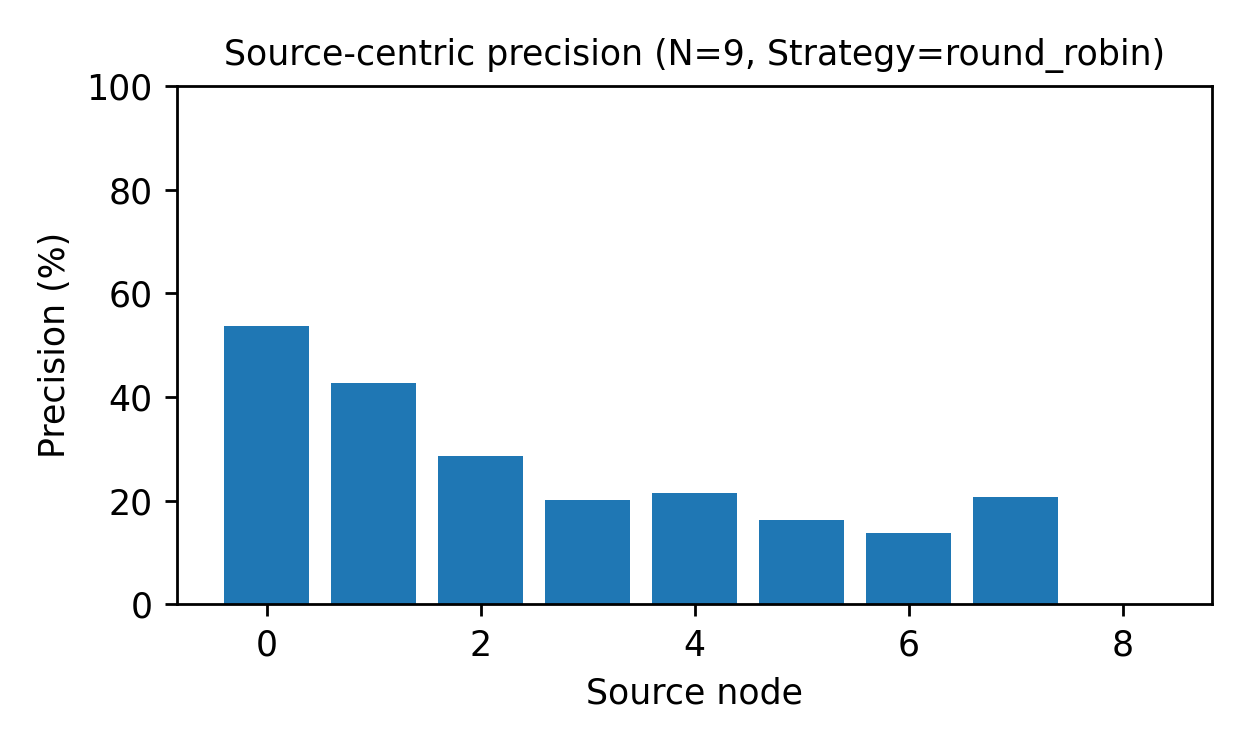 Source-centric precision (N=9, Strategy=round_robin)
100
80
60
40
20
0
Precision (%)
0 2 4 6 8
Source node